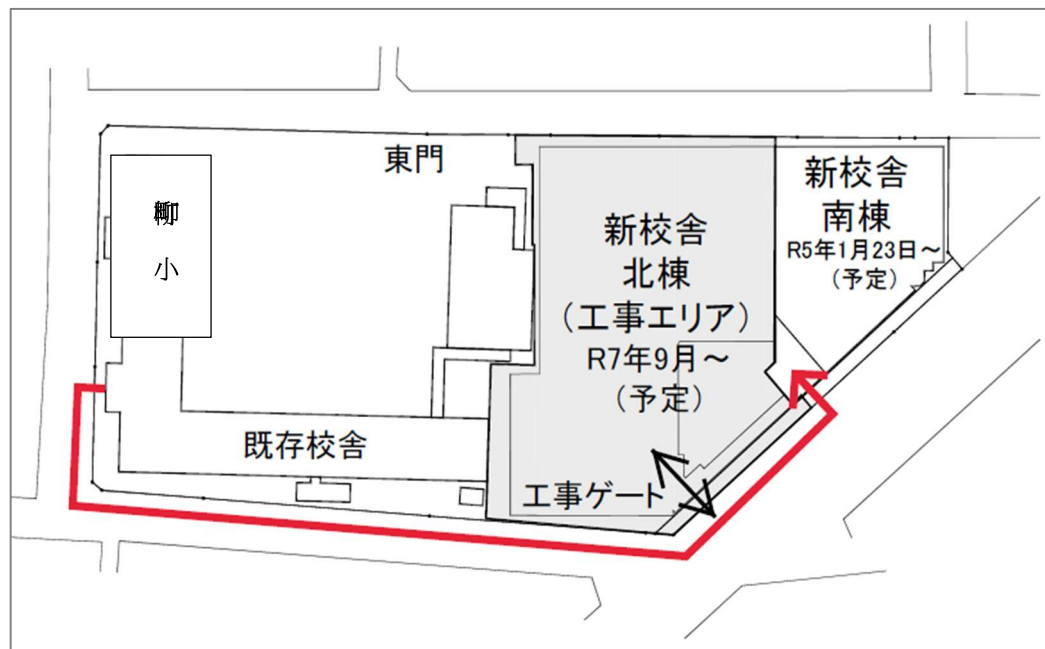 東門
小
既存校舎
新校舎
北棟
(工事エリア)
R7年9月~
(予定)
工事ゲート
新校舎
南棟
R5年1月23日~
(予定)